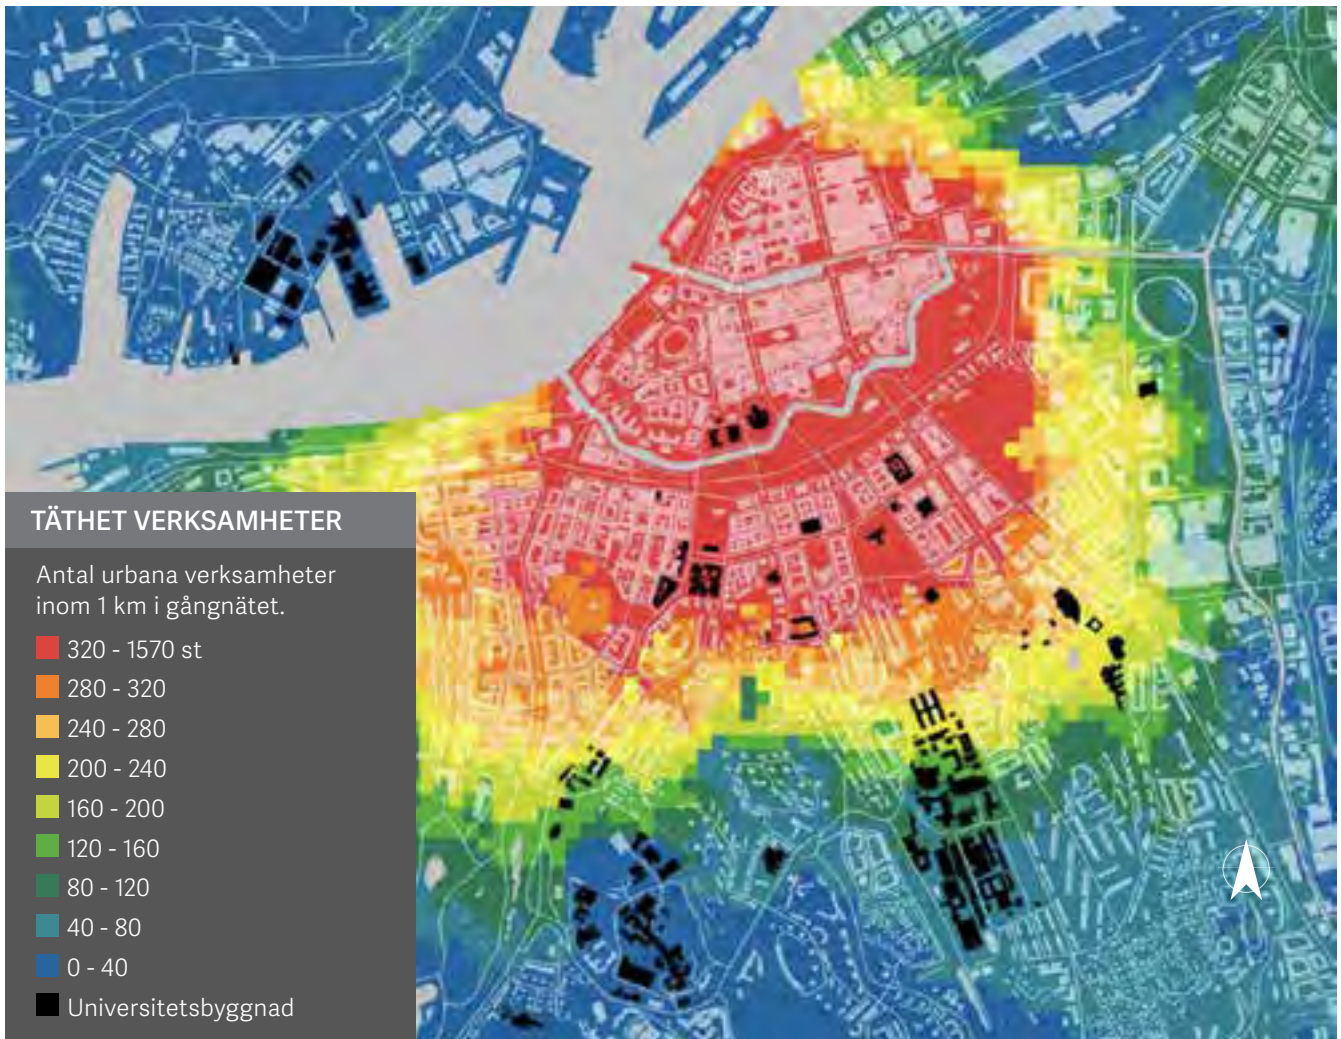 TÄTHET VERKSAMHETER
Antal urbana verksamheter
inom 1 km i gångnätet.
320 - 1570 st
280 - 320
240 - 280
200 - 240
160 - 200
120 - 160
80 - 120
40 - 80
0 - 40
Universitetsbyggnad